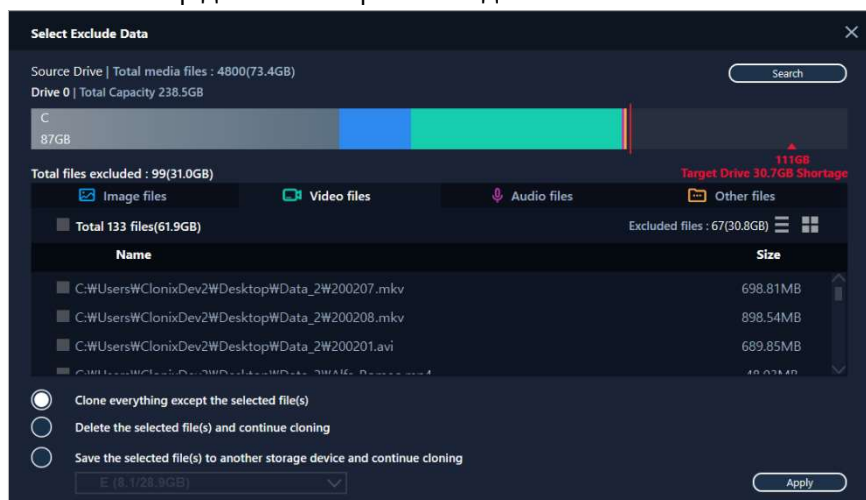 Select Exclude Data
Source Drive | Total media files : 4800(73.4GB)
Search
Drive 0 | Total Capacity 238.5GB
C
87GB
111GB
Total files excluded : 99(31.0GB)
Target Drive 30.7GB Shortage
Image files Video files Audio files Other files
Total 133 files(61.9GB) Excluded files : 67(30.8GB)
Name Size
C:₩Users₩ClonixDev2₩Desktop₩Data_2₩200207.mkv 698.81MB
C:₩Users₩ClonixDev2₩Desktop₩Data_2₩200208.mkv 898.54MB
C:₩Users₩ClonixDev2₩Desktop₩Data_2₩200201.avi 689.85MB
Clone everything except the selected file(s)
Delete the selected file(s) and continue cloning
Save the selected file(s) to another storage device and continue cloning
E (8.1/28.9GB)
Apply